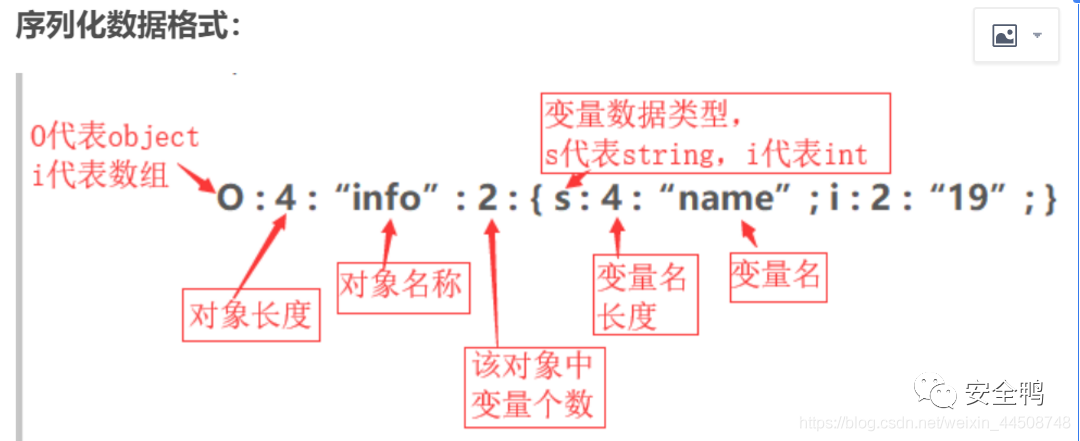 序列化数据格式：
O代表object
i代表数组
变量数据类型，
s代表string，i代表int
O：4：“info”：2：{ s：4：“name”；i：2：“19”；}
对象长度
对象名称
该对象中
变量个数
变量名
长度
变量名
安全鸭
https://blog.csdn.net/weixin_44508748